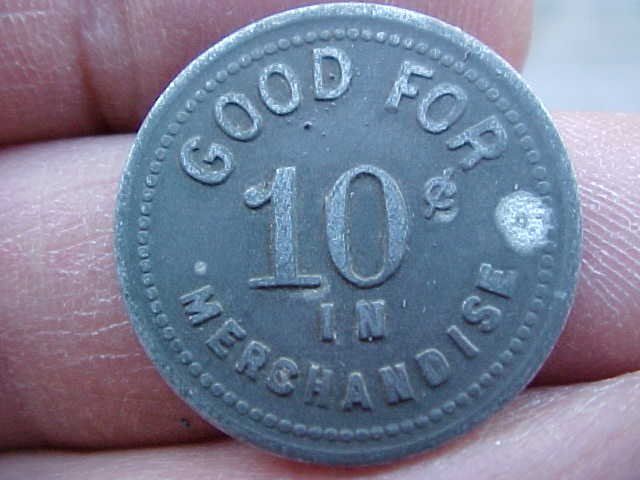 GOOD FOR
10¢
IN
MERCHANDISE